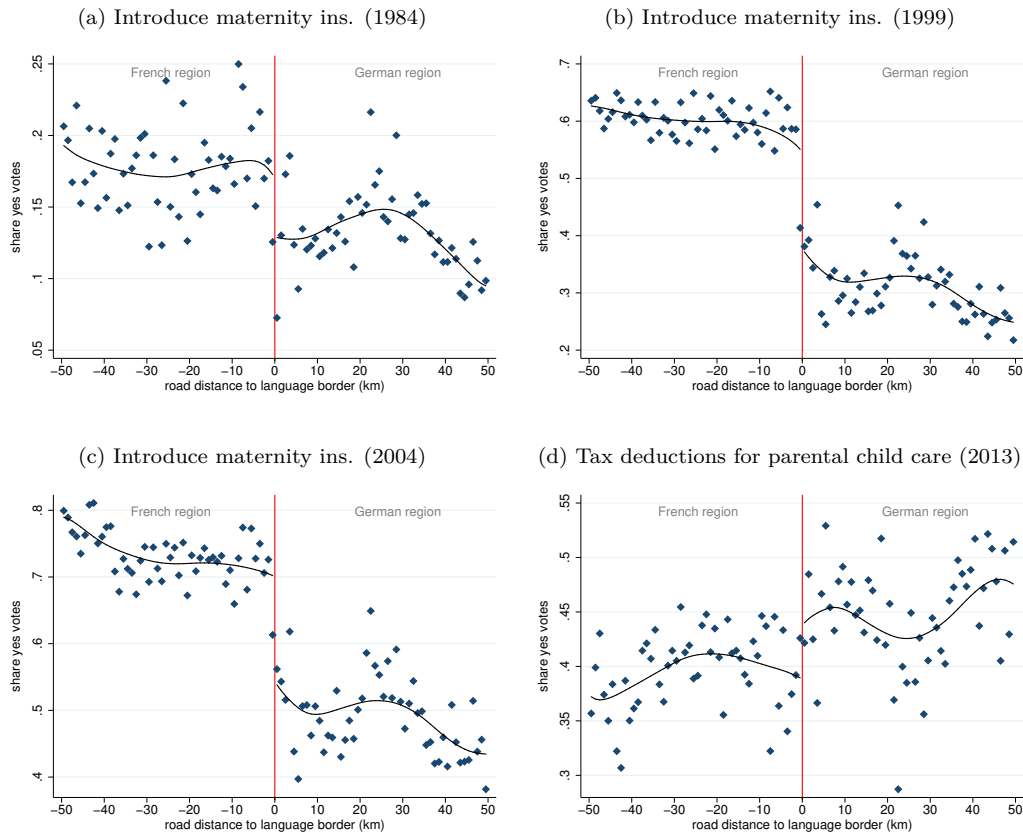 (a) Introduce maternity ins. (1984)
French region
German region
share yes votes
.25
.2
.15
.1
.05
−50 −40 −30 −20 −10 0 10 20 30 40 50
road distance to language border (km)
(b) Introduce maternity ins. (1999)
French region
German region
share yes votes
.7
.6
.5
.4
.3
.2
−50 −40 −30 −20 −10 0 10 20 30 40 50
road distance to language border (km)
(c) Introduce maternity ins. (2004)
French region
German region
share yes votes
.8
.7
.6
.5
.4
−50 −40 −30 −20 −10 0 10 20 30 40 50
road distance to language border (km)
(d) Tax deductions for parental child care (2013)
French region
German region
share yes votes
.55
.5
.45
.4
.35
.3
−50 −40 −30 −20 −10 0 10 20 30 40 50
road distance to language border (km)